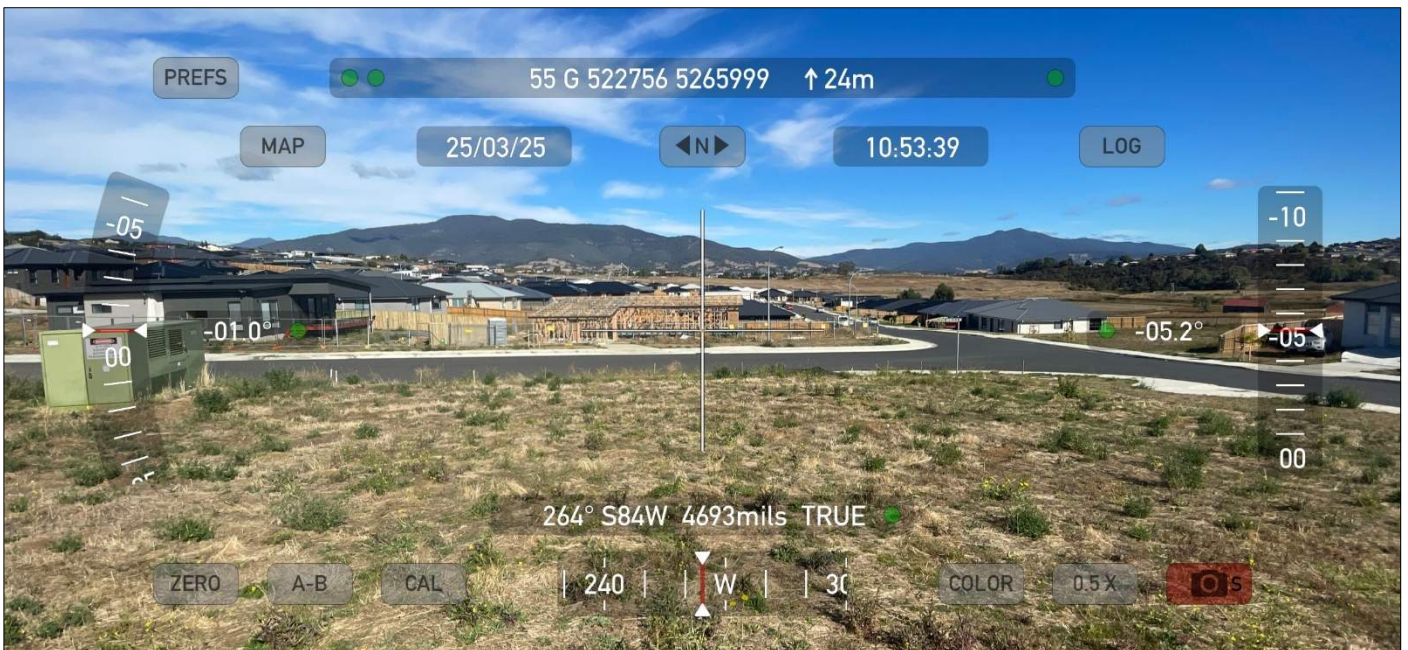 PREFS
55 G 522756 5265999 ↑ 24m
MAP
25/03/25
◀N▶
10:53:39
LOG
-05
-10
-01.0°
-05.2°
00
-05
00
264° S84W 4693mils TRUE
ZERO
A-B
CAL
240
W
COLOR
0.5 X
S